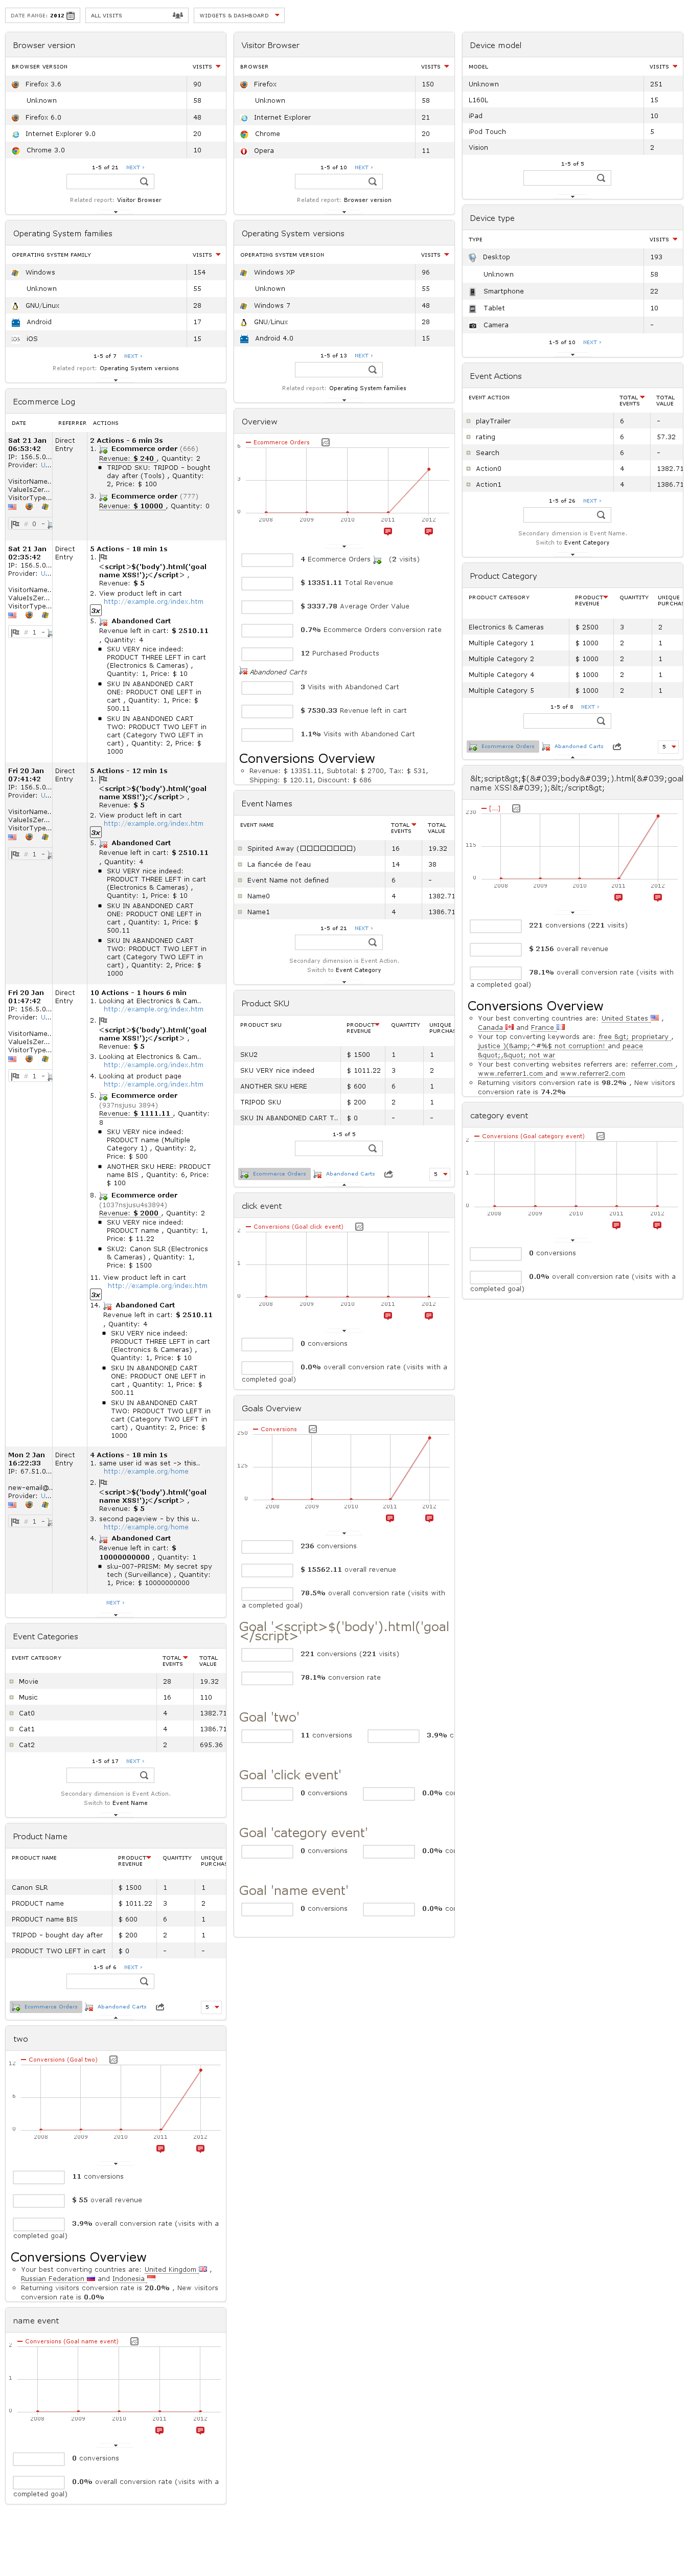 DATE RANGE: 2012
ALL VISITS
WIDGETS & DASHBOARD
Browser version
BROWSER VERSION VISITS
Firefox 3.6 90
Unknown 58
Firefox 6.0 48
Internet Explorer 9.0 20
Chrome 3.0 10
1-5 of 21 NEXT ›
Related report: Visitor Browser
Operating System families
OPERATING SYSTEM FAMILY VISITS
Windows 154
Unknown 55
GNU/Linux 28
Android 17
iOS iOS 15
1-5 of 7 NEXT ›
Related report: Operating System versions
Ecommerce Log
DATE REFERRER ACTIONS
Sat 21 Jan
06:53:42
IP: 156.5.0...
Provider: U...
VisitorName..
ValueIsZer...
VisitorType...
# 0 -
Direct
Entry
2 Actions - 6 min 3s
1. Ecommerce order (666)
Revenue: $ 240 , Quantity: 2
TRIPOD SKU: TRIPOD - bought
day after (Tools) , Quantity:
2, Price: $ 100
3. Ecommerce order (777)
Revenue: $ 10000 , Quantity: 0
Sat 21 Jan
02:35:42
IP: 156.5.0...
Provider: U...
VisitorName..
ValueIsZer...
VisitorType...
# 1 -
Direct
Entry
5 Actions - 18 min 1s
1.
<script>$('body').html('goal
name XSS!');</script> ,
Revenue: $ 5
2. View product left in cart
http://example.org/index.htm
3x
5. Abandoned Cart
Revenue left in cart: $ 2510.11
, Quantity: 4
SKU VERY nice indeed:
PRODUCT THREE LEFT in cart
(Electronics & Cameras) ,
Quantity: 1, Price: $ 10
SKU IN ABANDONED CART
ONE: PRODUCT ONE LEFT in
cart , Quantity: 1, Price: $
500.11
SKU IN ABANDONED CART
TWO: PRODUCT TWO LEFT in
cart (Category TWO LEFT in
cart) , Quantity: 2, Price: $
1000
Fri 20 Jan
07:41:42
IP: 156.5.0...
Provider: U...
VisitorName..
ValueIsZer...
VisitorType...
# 1 -
Direct
Entry
5 Actions - 12 min 1s
1.
<script>$('body').html('goal
name XSS!');</script> ,
Revenue: $ 5
2. View product left in cart
http://example.org/index.htm
3x
5. Abandoned Cart
Revenue left in cart: $ 2510.11
, Quantity: 4
SKU VERY nice indeed:
PRODUCT THREE LEFT in cart
(Electronics & Cameras) ,
Quantity: 1, Price: $ 10
SKU IN ABANDONED CART
ONE: PRODUCT ONE LEFT in
cart , Quantity: 1, Price: $
500.11
SKU IN ABANDONED CART
TWO: PRODUCT TWO LEFT in
cart (Category TWO LEFT in
cart) , Quantity: 2, Price: $
1000
Fri 20 Jan
01:47:42
IP: 156.5.0...
Provider: U...
VisitorName..
ValueIsZer...
VisitorType...
# 1 -
Direct
Entry
10 Actions - 1 hours 6 min
1. Looking at Electronics & Cam..
http://example.org/index.htm
2.
<script>$('body').html('goal
name XSS!');</script> ,
Revenue: $ 5
3. Looking at Electronics & Cam..
http://example.org/index.htm
4. Looking at product page
http://example.org/index.htm
5. Ecommerce order
(937nsjusu 3894)
Revenue: $ 1111.11 , Quantity:
8
SKU VERY nice indeed:
PRODUCT name (Multiple
Category 1) , Quantity: 2,
Price: $ 500
ANOTHER SKU HERE: PRODUCT
name BIS , Quantity: 6, Price:
$ 100
8. Ecommerce order
(1037nsjusu4s3894)
Revenue: $ 2000 , Quantity: 2
SKU VERY nice indeed:
PRODUCT name , Quantity: 1,
Price: $ 11.22
SKU2: Canon SLR (Electronics
& Cameras) , Quantity: 1,
Price: $ 1500
11. View product left in cart
http://example.org/index.htm
3x
14. Abandoned Cart
Revenue left in cart: $ 2510.11
, Quantity: 4
SKU VERY nice indeed:
PRODUCT THREE LEFT in cart
(Electronics & Cameras) ,
Quantity: 1, Price: $ 10
SKU IN ABANDONED CART
ONE: PRODUCT ONE LEFT in
cart , Quantity: 1, Price: $
500.11
SKU IN ABANDONED CART
TWO: PRODUCT TWO LEFT in
cart (Category TWO LEFT in
cart) , Quantity: 2, Price: $
1000
Mon 2 Jan
16:22:33
IP: 67.51.0...
new-email@..
Provider: U...
# 1 -
Direct
Entry
4 Actions - 18 min 1s
1. same user id was set -> this..
http://example.org/home
2.
<script>$('body').html('goal
name XSS!');</script> ,
Revenue: $ 5
3. second pageview - by this u..
http://example.org/home
4. Abandoned Cart
Revenue left in cart: $
10000000000 , Quantity: 1
sku-007-PRISM: My secret spy
tech (Surveillance) , Quantity:
1, Price: $ 10000000000
NEXT ›
Event Categories
EVENT CATEGORY TOTAL EVENTS TOTAL VALUE
Movie 28 19.32
Music 16 110
Cat0 4 1382.71
Cat1 4 1386.71
Cat2 2 695.36
1-5 of 17 NEXT ›
Secondary dimension is Event Action.
Switch to Event Name
Product Name
PRODUCT NAME PRODUCT REVENUE QUANTITY UNIQUE PURCHAS
Canon SLR $ 1500 1 1
PRODUCT name $ 1011.22 3 2
PRODUCT name BIS $ 600 6 1
TRIPOD - bought day after $ 200 2 1
PRODUCT TWO LEFT in cart $ 0 - -
1-5 of 6 NEXT ›
Ecommerce Orders Abandoned Carts 5
two
Conversions (Goal two)
12
6
0
2008 2009 2010 2011 2012
11 conversions
$ 55 overall revenue
3.9% overall conversion rate (visits with a
completed goal)
Conversions Overview
Your best converting countries are: United Kingdom ,
Russian Federation and Indonesia
Returning visitors conversion rate is 20.0% , New visitors
conversion rate is 0.0%
name event
Conversions (Goal name event)
2
1
0
2008 2009 2010 2011 2012
0 conversions
0.0% overall conversion rate (visits with a
completed goal)
Visitor Browser
BROWSER VISITS
Firefox 150
Unknown 58
Internet Explorer 21
Chrome 20
Opera 11
1-5 of 10 NEXT ›
Related report: Browser version
Operating System versions
OPERATING SYSTEM VERSION VISITS
Windows XP 96
Unknown 55
Windows 7 48
GNU/Linux 28
Android 4.0 15
1-5 of 13 NEXT ›
Related report: Operating System families
Overview
Ecommerce Orders
6
3
0
2008 2009 2010 2011 2012
4 Ecommerce Orders (2 visits)
$ 13351.11 Total Revenue
$ 3337.78 Average Order Value
0.7% Ecommerce Orders conversion rate
12 Purchased Products
Abandoned Carts
3 Visits with Abandoned Cart
$ 7530.33 Revenue left in cart
1.1% Visits with Abandoned Cart
Conversions Overview
Revenue: $ 13351.11, Subtotal: $ 2700, Tax: $ 531,
Shipping: $ 120.11, Discount: $ 686
Event Names
EVENT NAME TOTAL EVENTS TOTAL VALUE
Spirited Away (□□□□□□□□) 16 19.32
La fiancée de l'eau 14 38
Event Name not defined 6 -
Name0 4 1382.71
Name1 4 1386.71
1-5 of 21 NEXT ›
Secondary dimension is Event Action.
Switch to Event Category
Product SKU
PRODUCT SKU PRODUCT REVENUE QUANTITY UNIQUE PURCHAS
SKU2 $ 1500 1 1
SKU VERY nice indeed $ 1011.22 3 2
ANOTHER SKU HERE $ 600 6 1
TRIPOD SKU $ 200 2 1
SKU IN ABANDONED CART T.. $ 0 - -
1-5 of 5
Ecommerce Orders Abandoned Carts 5
click event
Conversions (Goal click event)
2
1
0
2008 2009 2010 2011 2012
0 conversions
0.0% overall conversion rate (visits with a
completed goal)
Goals Overview
Conversions
250
125
0
2008 2009 2010 2011 2012
236 conversions
$ 15562.11 overall revenue
78.5% overall conversion rate (visits with
a completed goal)
Goal '<script>$('body').html('goal
</script>'
221 conversions (221 visits)
78.1% conversion rate
Goal 'two'
11 conversions 3.9% c
Goal 'click event'
0 conversions 0.0% co
Goal 'category event'
0 conversions 0.0% co
Goal 'name event'
0 conversions 0.0% co
Device model
MODEL VISITS
Unknown 251
L160L 15
iPad 10
iPod Touch 5
Vision 2
1-5 of 5
Device type
TYPE VISITS
Desktop 193
Unknown 58
Smartphone 22
Tablet 10
Camera -
1-5 of 10 NEXT ›
Event Actions
EVENT ACTION TOTAL EVENTS TOTAL VALUE
playTrailer 6 -
rating 6 57.32
Search 6 -
Action0 4 1382.71
Action1 4 1386.71
1-5 of 26 NEXT ›
Secondary dimension is Event Name.
Switch to Event Category
Product Category
PRODUCT CATEGORY PRODUCT REVENUE QUANTITY UNIQUE PURCHAS
Electronics & Cameras $ 2500 3 2
Multiple Category 1 $ 1000 2 1
Multiple Category 2 $ 1000 2 1
Multiple Category 4 $ 1000 2 1
Multiple Category 5 $ 1000 2 1
1-5 of 8 NEXT ›
Ecommerce Orders Abandoned Carts 5
&lt;script&gt;$(&#039;body&#039;).html(&#039;goal
name XSS!&#039;);&lt;/script&gt;
[...]
230
115
0
2008 2009 2010 2011 2012
221 conversions (221 visits)
$ 2156 overall revenue
78.1% overall conversion rate (visits with
a completed goal)
Conversions Overview
Your best converting countries are: United States ,
Canada and France
Your top converting keywords are: free &gt; proprietary ,
justice )(&amp;^#%$ not corruption! and peace
&quot;,&quot; not war
Your best converting websites referrers are: referrer.com ,
www.referrer1.com and www.referrer2.com
Returning visitors conversion rate is 98.2% , New visitors
conversion rate is 74.2%
category event
Conversions (Goal category event)
2
1
0
2008 2009 2010 2011 2012
0 conversions
0.0% overall conversion rate (visits with a
completed goal)